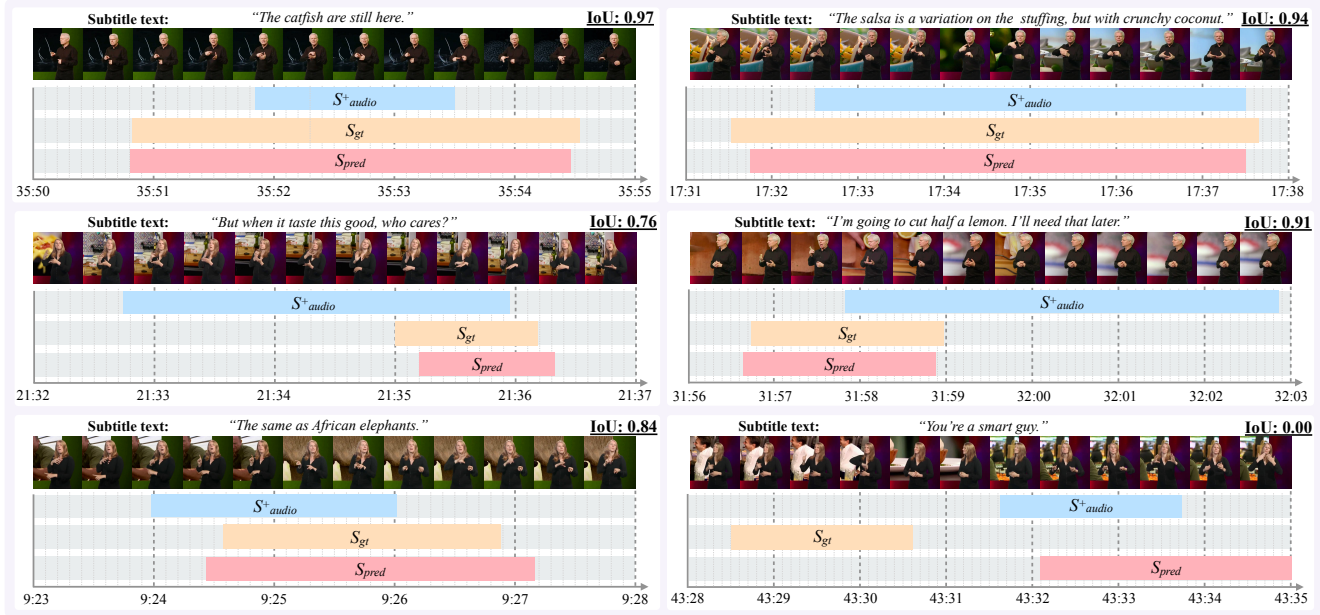 Subtitle text: “The catfish are still here.” IoU: 0.97
S+audio
Sgt
Spred
35:50 35:51 35:52 35:53 35:54 35:55
Subtitle text: “The salsa is a variation on the stuffing, but with crunchy coconut.” IoU: 0.94
S+audio
Sgt
Spred
17:31 17:32 17:33 17:34 17:35 17:36 17:37 17:38
Subtitle text: “But when it taste this good, who cares?” IoU: 0.76
S+audio
Sgt
Spred
21:32 21:33 21:34 21:35 21:36 21:37
Subtitle text: “I'm going to cut half a lemon. I'll need that later.” IoU: 0.91
S+audio
Sgt
Spred
31:56 31:57 31:58 31:59 32:00 32:01 32:02 32:03
Subtitle text: “The same as African elephants.” IoU: 0.84
S+audio
Sgt
Spred
9:23 9:24 9:25 9:26 9:27 9:28
Subtitle text: “You're a smart guy.” IoU: 0.00
S+audio
Sgt
Spred
43:28 43:29 43:30 43:31 43:32 43:33 43:34 43:35